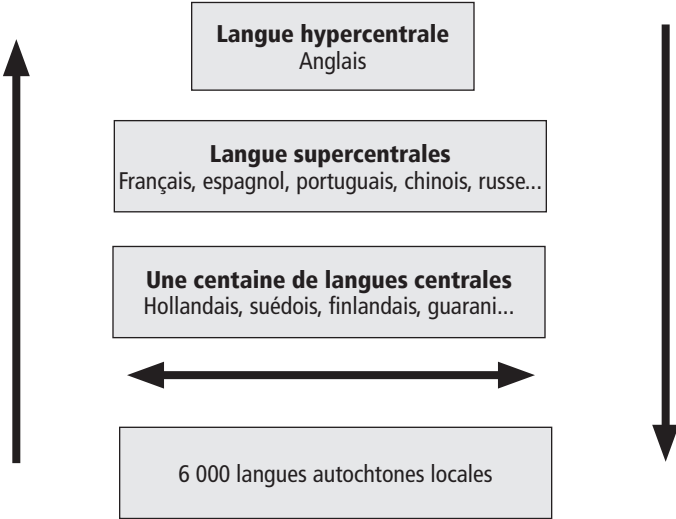 Langue hypercentrale
Anglais
Langue supercentrales
Français, espagnol, portuguais, chinois, russe...
Une centaine de langues centrales
Hollandais, suédois, finlandais, guarani...
6 000 langues autochtones locales